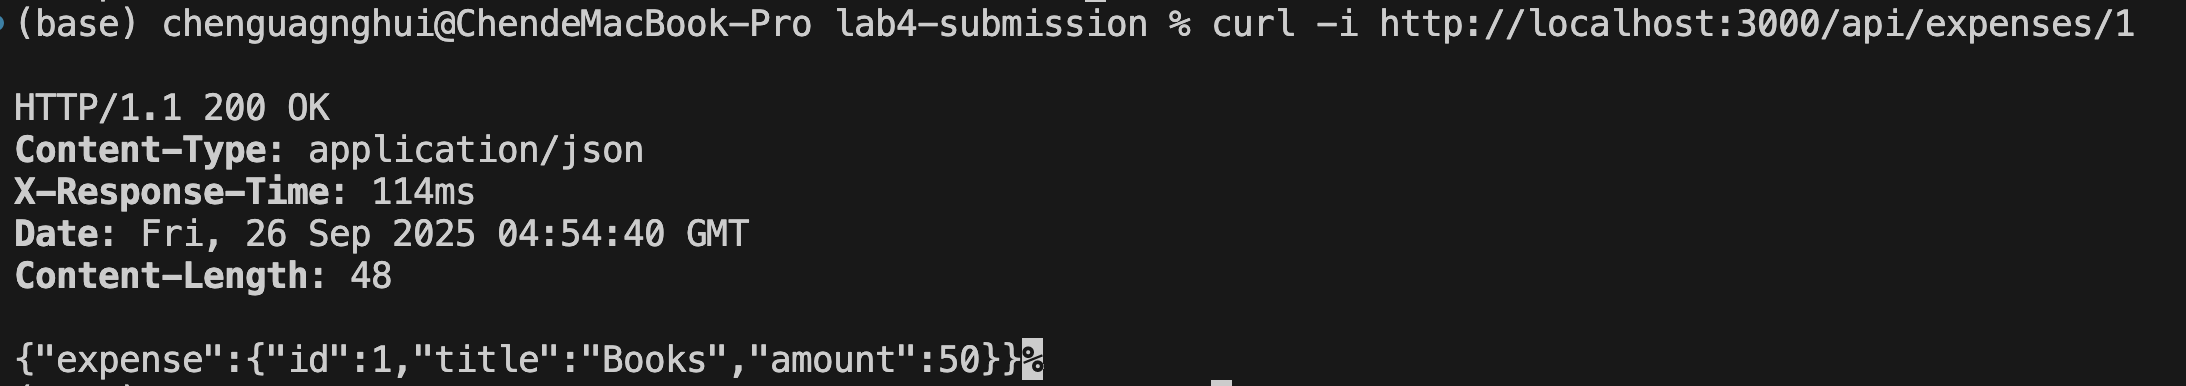 (base) chenguagnghui@ChendeMacBook-Pro lab4-submission % curl -i http://localhost:3000/api/expenses/1
HTTP/1.1 200 OK
Content-Type: application/json
X-Response-Time: 114ms
Date: Fri, 26 Sep 2025 04:54:40 GMT
Content-Length: 48
{"expense":{"id":1,"title":"Books","amount":50}}%